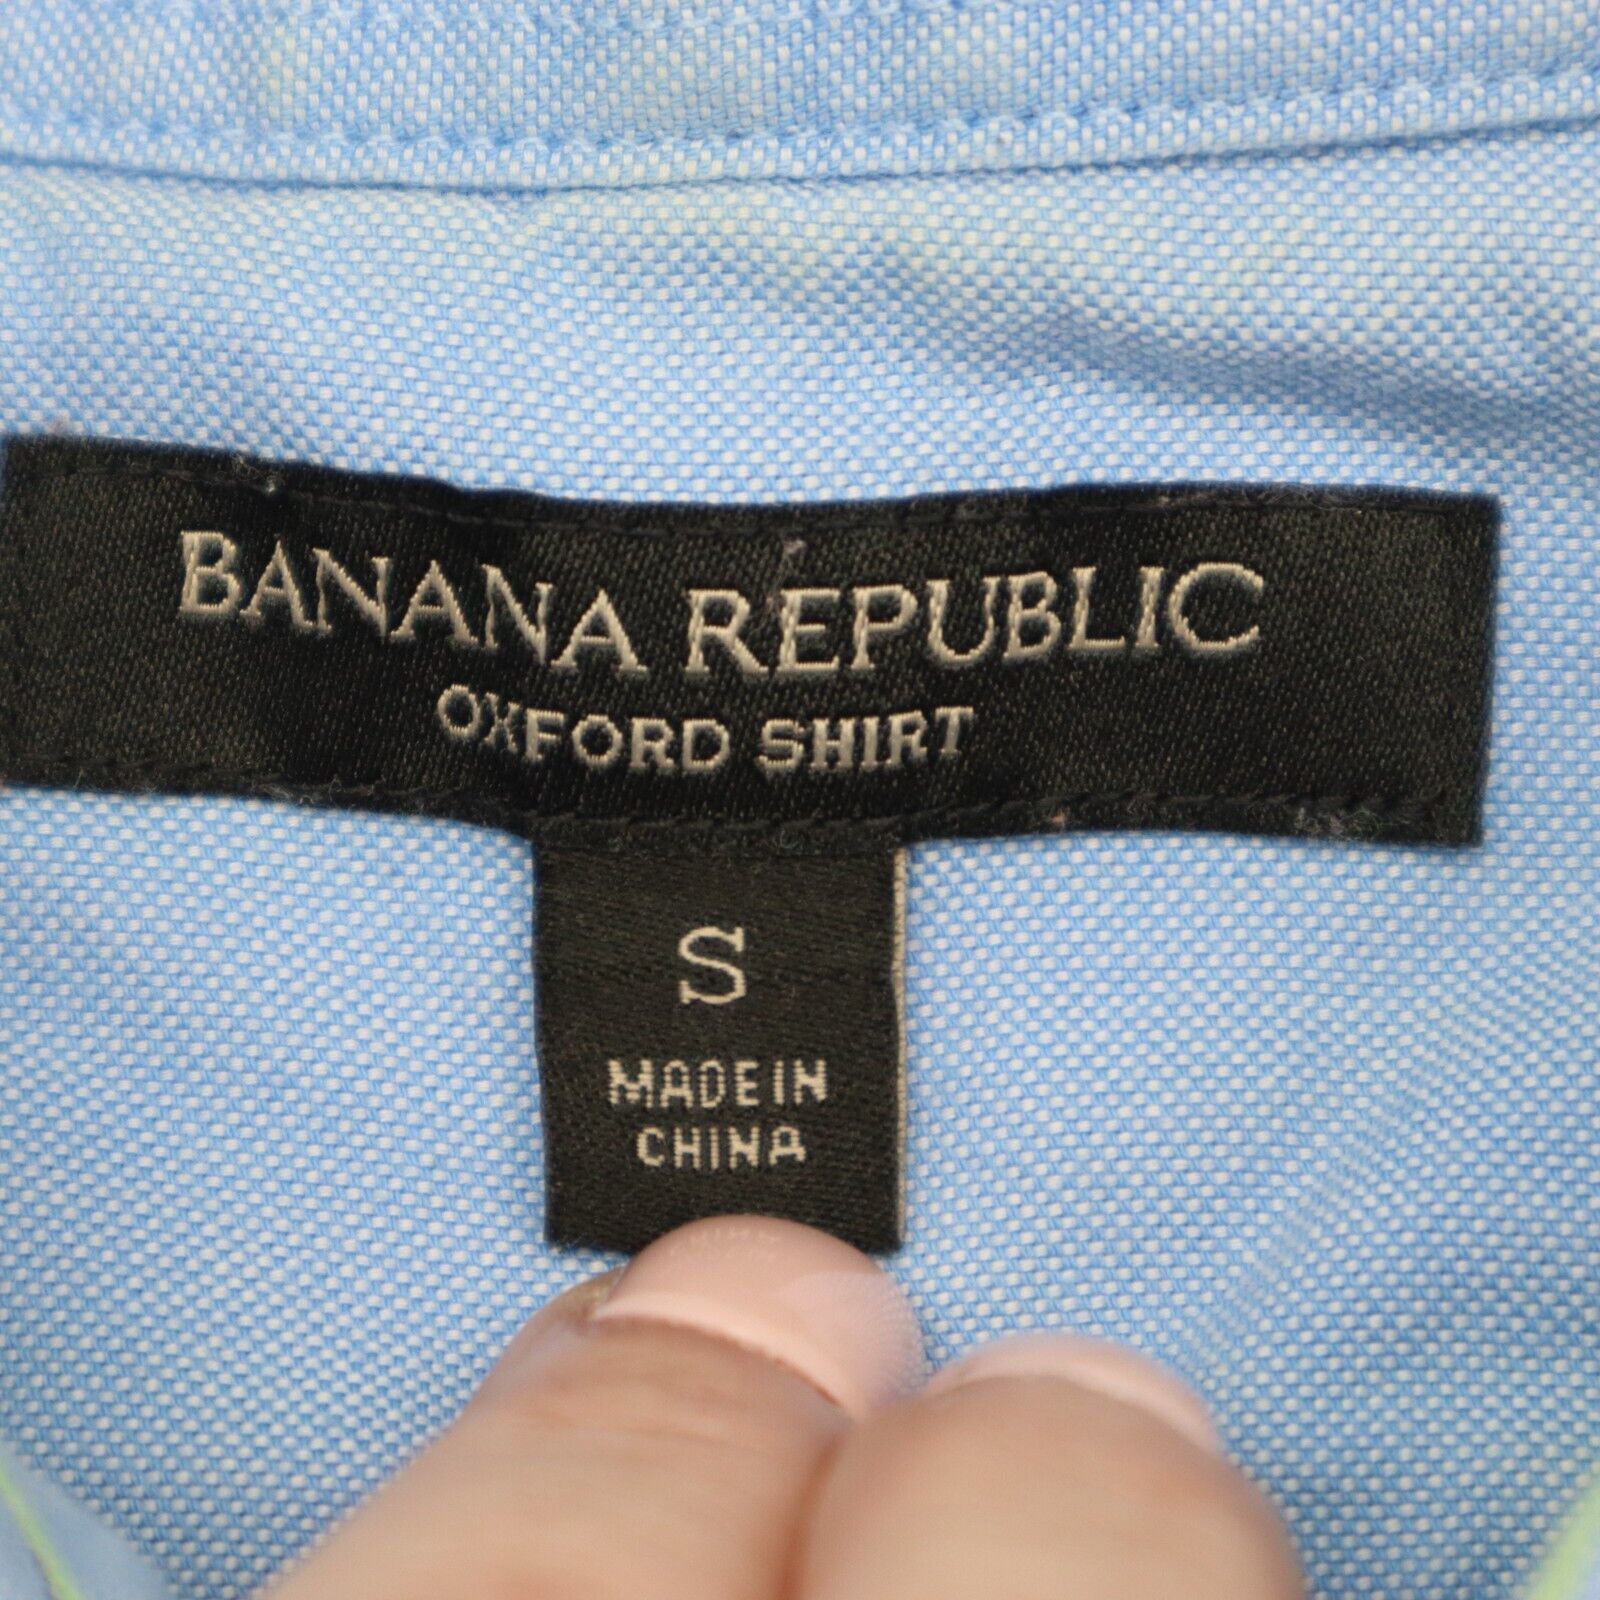 BANANA REPUBLIC
OXFORD SHIRT
S
MADE IN
CHINA